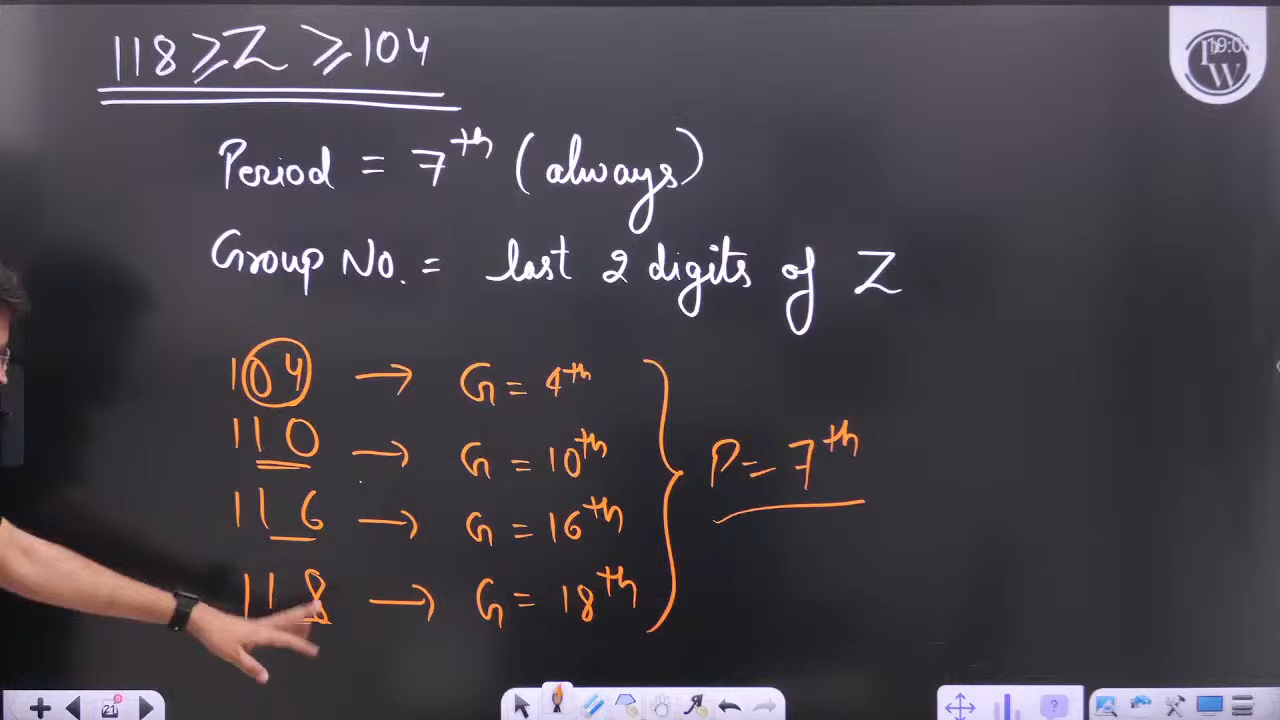 118 ≥ Z ≥ 104
Period = 7th (always)
Group No. = last 2 digits of Z
104 → G = 4th
110 → G = 10th
116 → G = 16th
118 → G = 18th
P = 7th
21